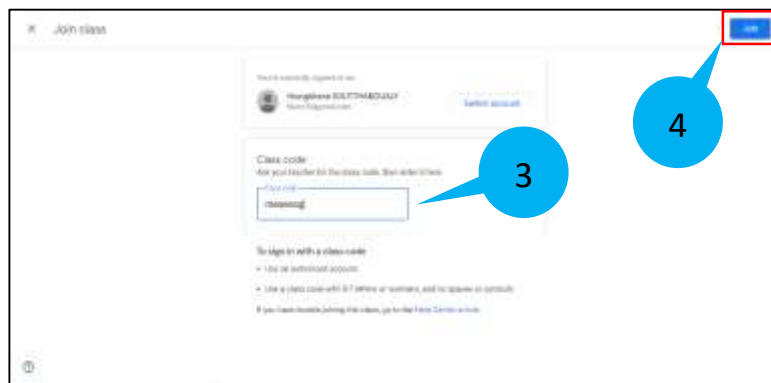 Join class
Join
4
You're currently signed in as
Switch account
Class code
Ask your teacher for the class code, then enter it here.
3
Class code
To sign in with a class code
• Use an authorized account
• Use a class code with 5-7 letters or numbers, and no spaces or symbols
If you have trouble joining the class, go to the Help Center article